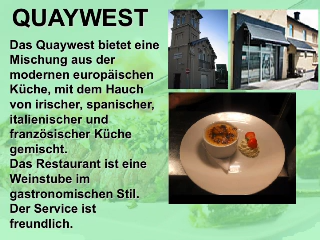 QUAYWEST
Das Quaywest bietet eine
Mischung aus der
modernen europäischen
Küche, mit dem Hauch
von irischer, spanischer,
italienischer und
französischer Küche
gemischt.
Das Restaurant ist eine
Weinstube im
gastronomischen Stil.
Der Service ist
freundlich.